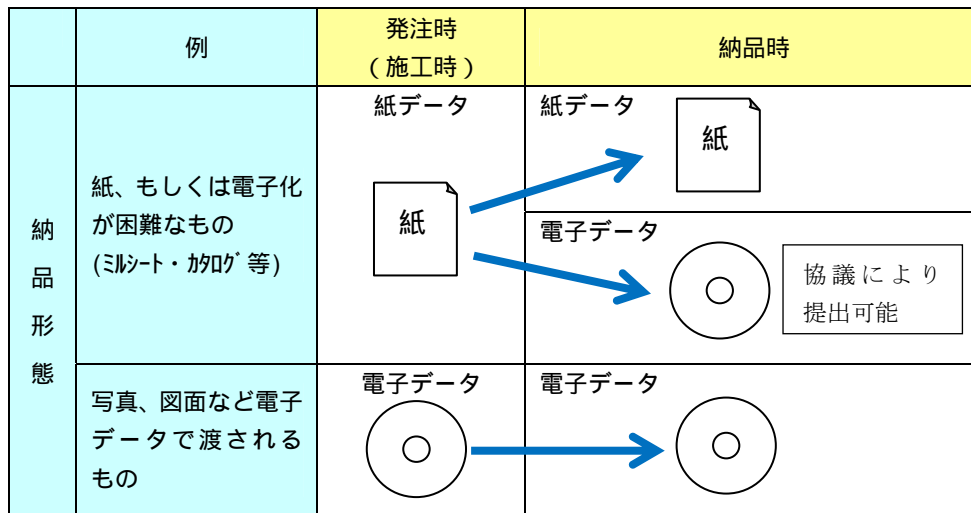 例
発注時
(施工時)
納品時
納品形態
紙、もしくは電子化
が困難なもの
(ﾐﾙｼｰﾄ・ｶﾀﾛｸﾞ等)
紙データ
紙
紙データ
紙
電子データ
協議により
提出可能
写真、図面など電子
データで渡される
もの
電子データ
電子データ